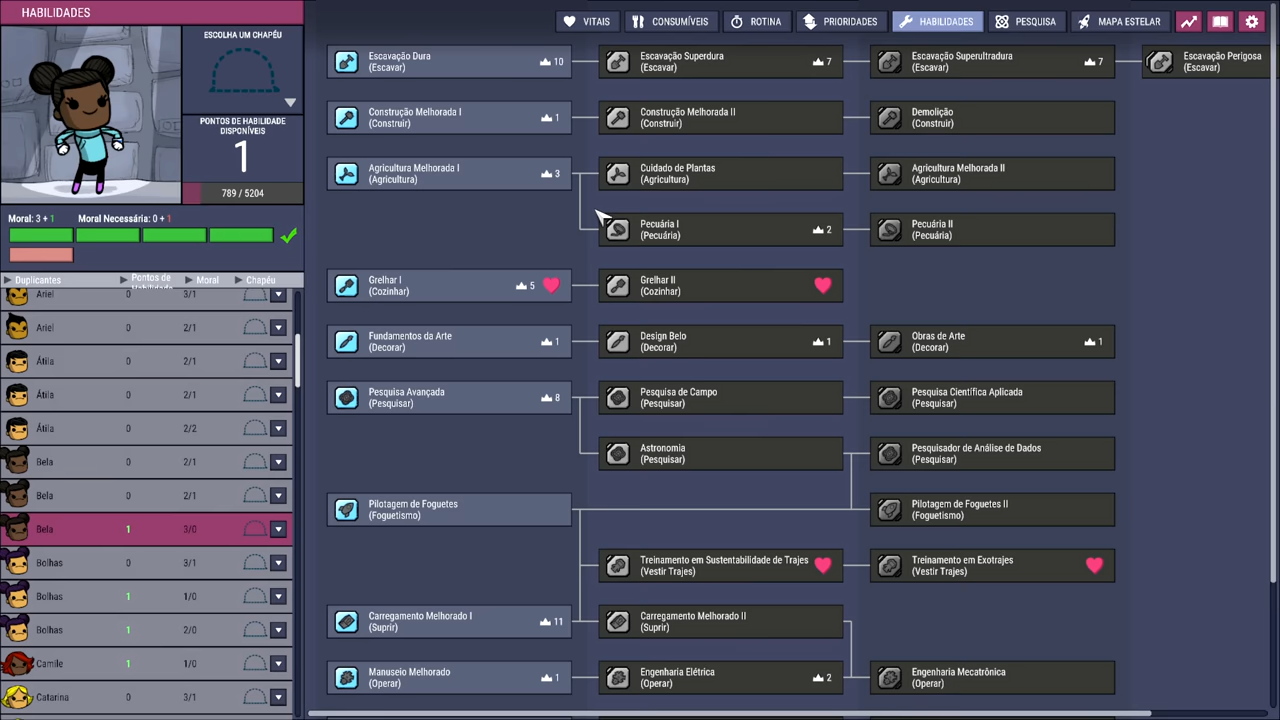 HABILIDADES
VITAIS
CONSUMÍVEIS
ROTINA
PRIORIDADES
HABILIDADES
PESQUISA
MAPA ESTELAR
ESCOLHA UM CHAPÉU
PONTOS DE HABILIDADE DISPONÍVEIS
1
789 / 5204
Moral: 3 + 1
Moral Necessária: 0 + 1
Duplicantes
Pontos de Habilidade
Moral
Chapéu
Ariel 0 3/1
Ariel 0 2/1
Átila 0 2/1
Átila 0 2/1
Átila 0 2/2
Bela 0 2/1
Bela 0 2/1
Bela 1 3/0
Bolhas 0 3/1
Bolhas 1 1/0
Bolhas 1 2/0
Camile 1 1/0
Catarina 0 3/1
Escavação Dura
(Escavar)
10
Escavação Superdura
(Escavar)
7
Escavação Superultradura
(Escavar)
7
Escavação Perigosa
(Escavar)
Construção Melhorada I
(Construir)
1
Construção Melhorada II
(Construir)
Demolição
(Construir)
Agricultura Melhorada I
(Agricultura)
3
Cuidado de Plantas
(Agricultura)
Agricultura Melhorada II
(Agricultura)
Pecuária I
(Pecuária)
2
Pecuária II
(Pecuária)
Grelhar I
(Cozinhar)
5
Grelhar II
(Cozinhar)
Fundamentos da Arte
(Decorar)
1
Design Belo
(Decorar)
1
Obras de Arte
(Decorar)
1
Pesquisa Avançada
(Pesquisar)
8
Pesquisa de Campo
(Pesquisar)
Pesquisa Científica Aplicada
(Pesquisar)
Astronomia
(Pesquisar)
Pesquisador de Análise de Dados
(Pesquisar)
Pilotagem de Foguetes
(Foguetismo)
Pilotagem de Foguetes II
(Foguetismo)
Treinamento em Sustentabilidade de Trajes
(Vestir Trajes)
Treinamento em Exotrajes
(Vestir Trajes)
Carregamento Melhorado I
(Suprir)
11
Carregamento Melhorado II
(Suprir)
Manuseio Melhorado
(Operar)
1
Engenharia Elétrica
(Operar)
2
Engenharia Mecatrônica
(Operar)